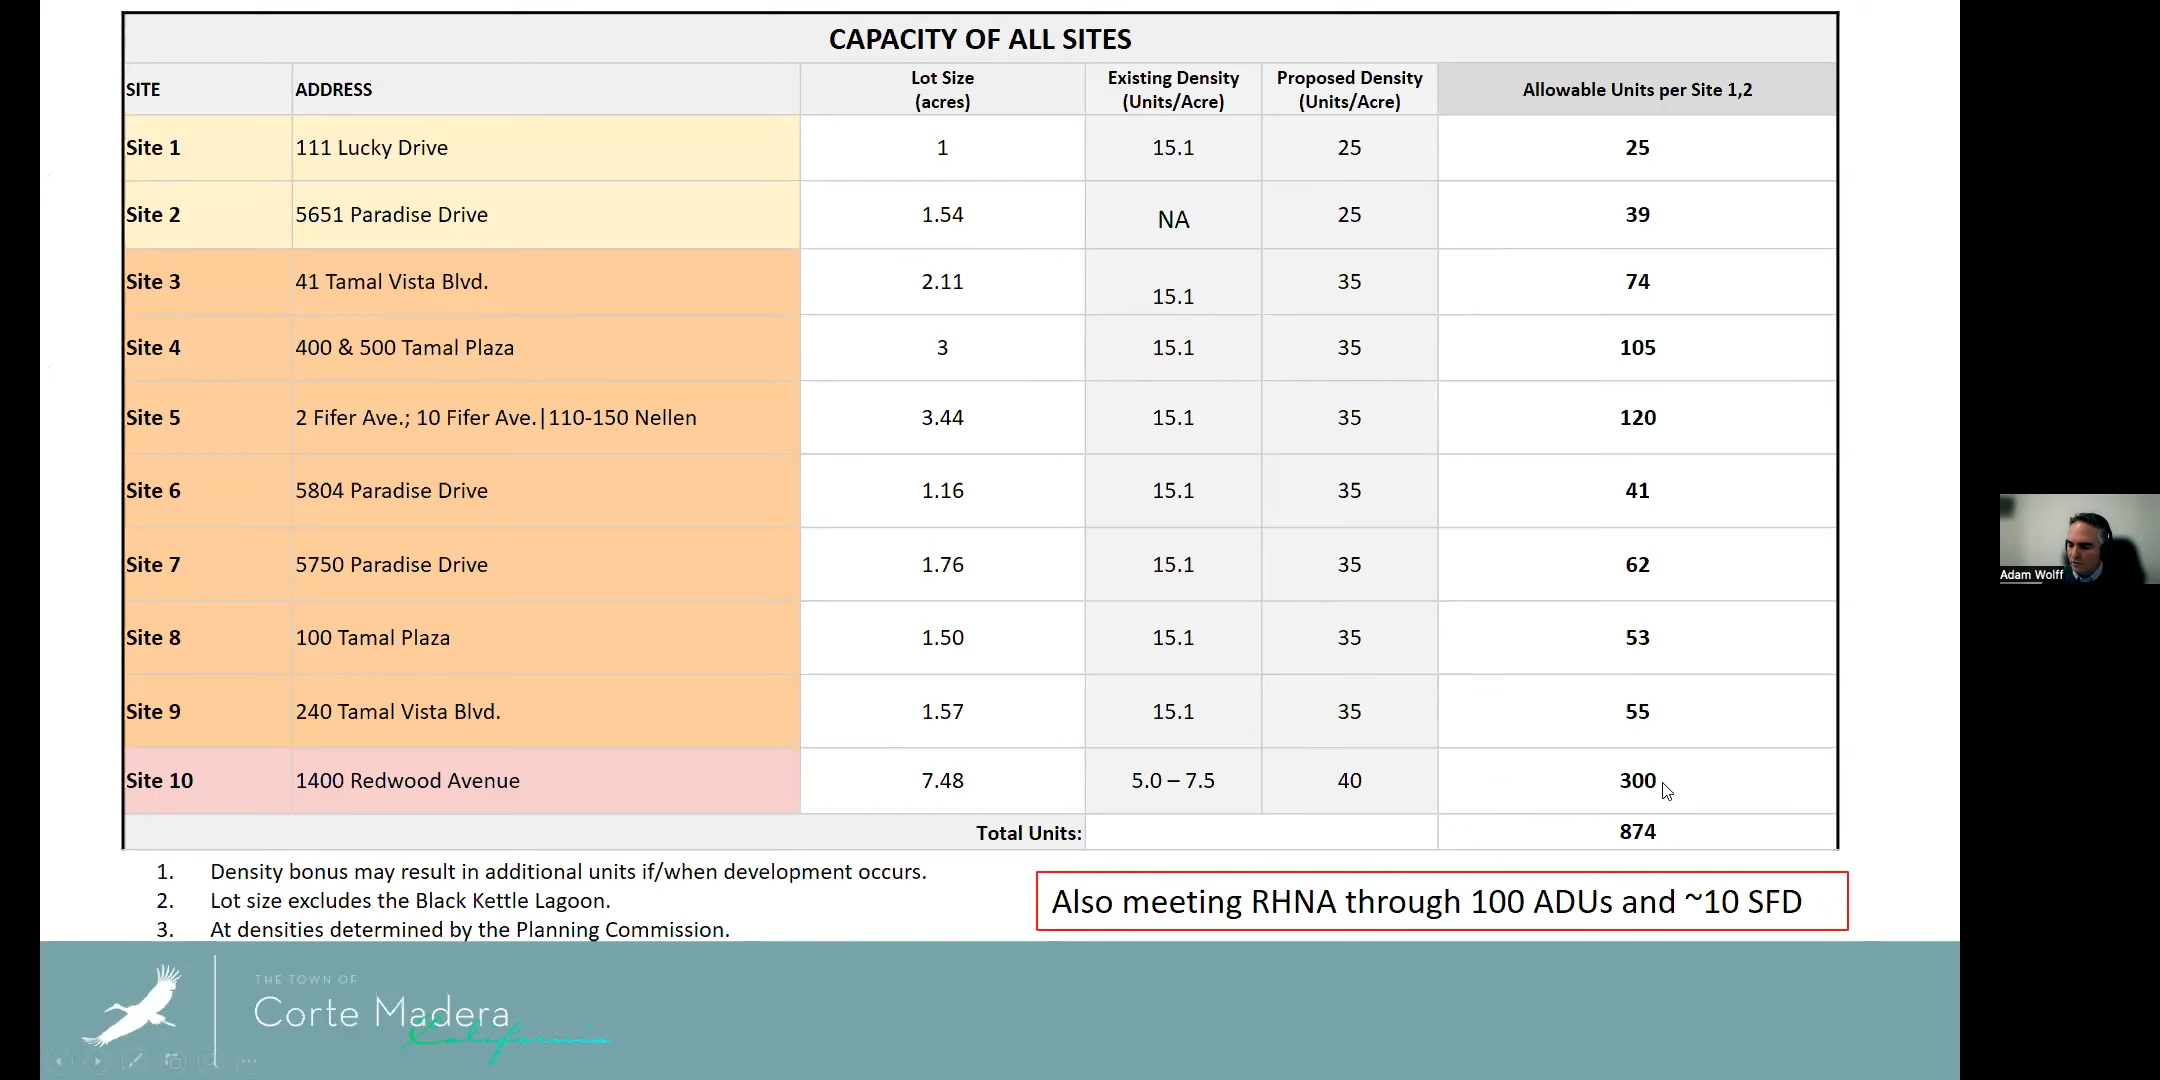 CAPACITY OF ALL SITES
SITE ADDRESS Lot Size (acres) Existing Density (Units/Acre) Proposed Density (Units/Acre) Allowable Units per Site 1,2
Site 1 111 Lucky Drive 1 15.1 25 25
Site 2 5651 Paradise Drive 1.54 NA 25 39
Site 3 41 Tamal Vista Blvd. 2.11 15.1 35 74
Site 4 400 & 500 Tamal Plaza 3 15.1 35 105
Site 5 2 Fifer Ave.; 10 Fifer Ave.|110-150 Nellen 3.44 15.1 35 120
Site 6 5804 Paradise Drive 1.16 15.1 35 41
Site 7 5750 Paradise Drive 1.76 15.1 35 62
Site 8 100 Tamal Plaza 1.50 15.1 35 53
Site 9 240 Tamal Vista Blvd. 1.57 15.1 35 55
Site 10 1400 Redwood Avenue 7.48 5.0 – 7.5 40 300
Total Units: 874
1. Density bonus may result in additional units if/when development occurs.
2. Lot size excludes the Black Kettle Lagoon.
3. At densities determined by the Planning Commission.
Also meeting RHNA through 100 ADUs and ~10 SFD
THE TOWN OF
Corte Madera
California
Adam Wolff